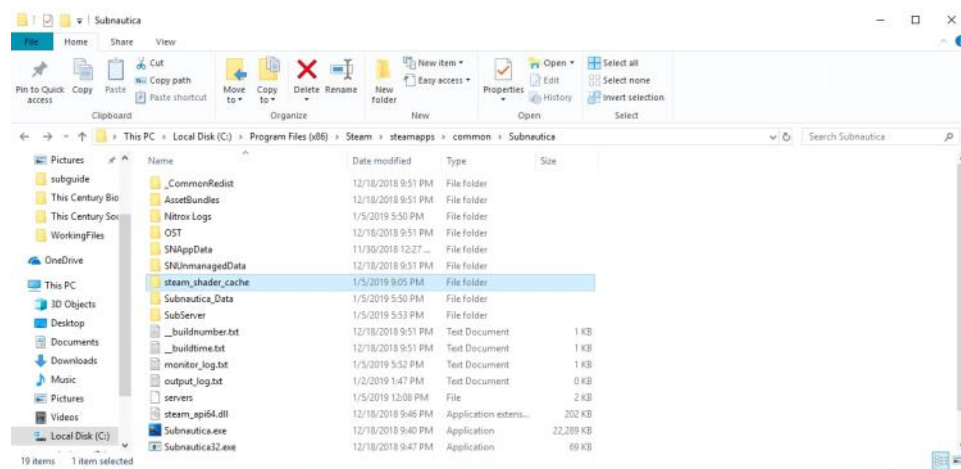 Subnautica
File Home Share View
Pin to Quick access Copy Paste Cut Copy path Paste shortcut Move to Copy to Delete Rename New folder New item Easy access Properties Open Edit History Select all Select none Invert selection
Clipboard Organize New Open Select
This PC > Local Disk (C:) > Program Files (x86) > Steam > steamapps > common > Subnautica Search Subnautica
Pictures Name Date modified Type Size
subguide _CommonRedist 12/18/2018 9:51 PM File folder
This Century Bio AssetBundles 12/18/2018 9:51 PM File folder
This Century Nitrox Logs 1/5/2019 5:50 PM File folder
WorkingFiles OST 12/18/2018 9:51 PM File folder
SNAppData 11/30/2018 12:27 ... File folder
OneDrive SNUnmanagedData 12/18/2018 9:51 PM File folder
This PC steam_shader_cache 1/5/2019 9:05 PM File folder
3D Objects Subnautica_Data 1/5/2019 5:50 PM File folder
Desktop SubServer 1/5/2019 5:53 PM File folder
Documents __buildnumber.txt 12/18/2018 9:51 PM Text Document 1 KB
__buildtime.txt 12/18/2018 9:51 PM Text Document 1 KB
Downloads monitor_log.txt 1/5/2019 5:52 PM Text Document 1 KB
Music output_log.txt 1/2/2019 1:47 PM Text Document 0 KB
Pictures servers 1/5/2019 12:08 PM File 2 KB
Videos steam_api64.dll 12/18/2018 9:46 PM Application extens... 202 KB
Local Disk (C:) Subnautica.exe 12/18/2018 9:40 PM Application 22,289 KB
Subnautica32.exe 12/18/2018 9:47 PM Application 69 KB
19 items 1 item selected